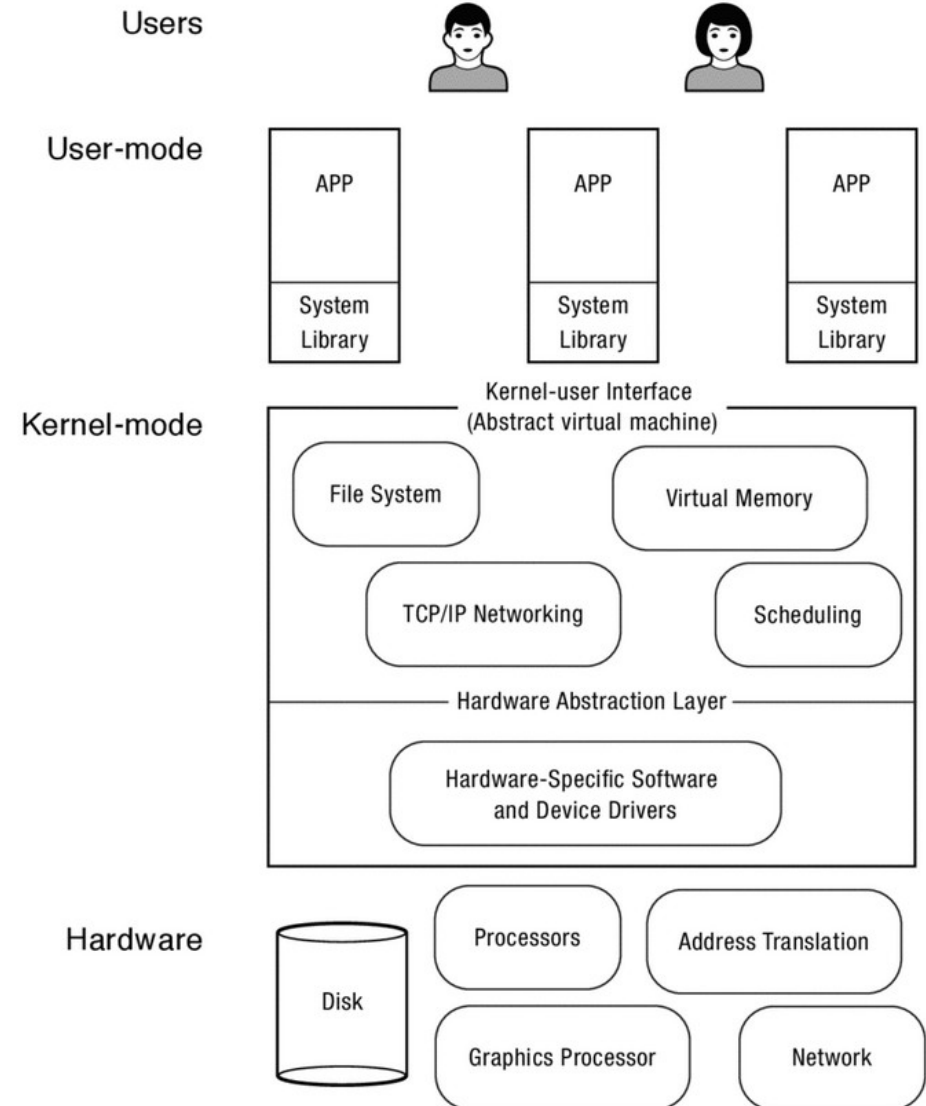 Users
User-mode
APP
APP
APP
System
Library
System
Library
System
Library
Kernel-mode
Kernel-user Interface
(Abstract virtual machine)
File System
Virtual Memory
TCP/IP Networking
Scheduling
Hardware Abstraction Layer
Hardware-Specific Software
and Device Drivers
Hardware
Disk
Processors
Address Translation
Graphics Processor
Network